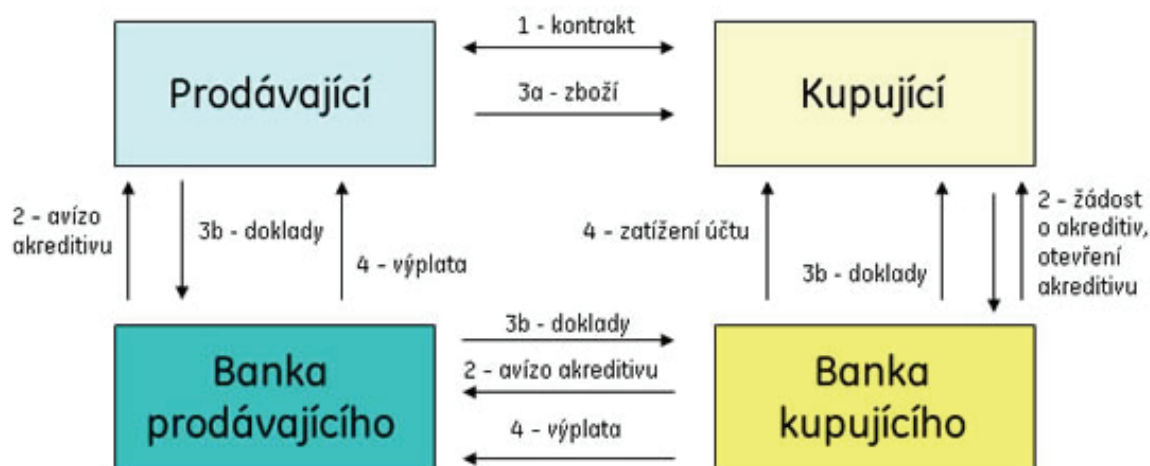 1 - kontrakt
Prodávající
3a - zboží
Kupující
2 - avízo
akreditivu
3b - doklady
4 - výplata
4 - zatížení účtu
3b - doklady
2 - žádost
o akreditiv,
otevření
akreditivu
3b - doklady
2 - avízo akreditivu
4 - výplata
Banka
prodávajícího
Banka
kupujícího